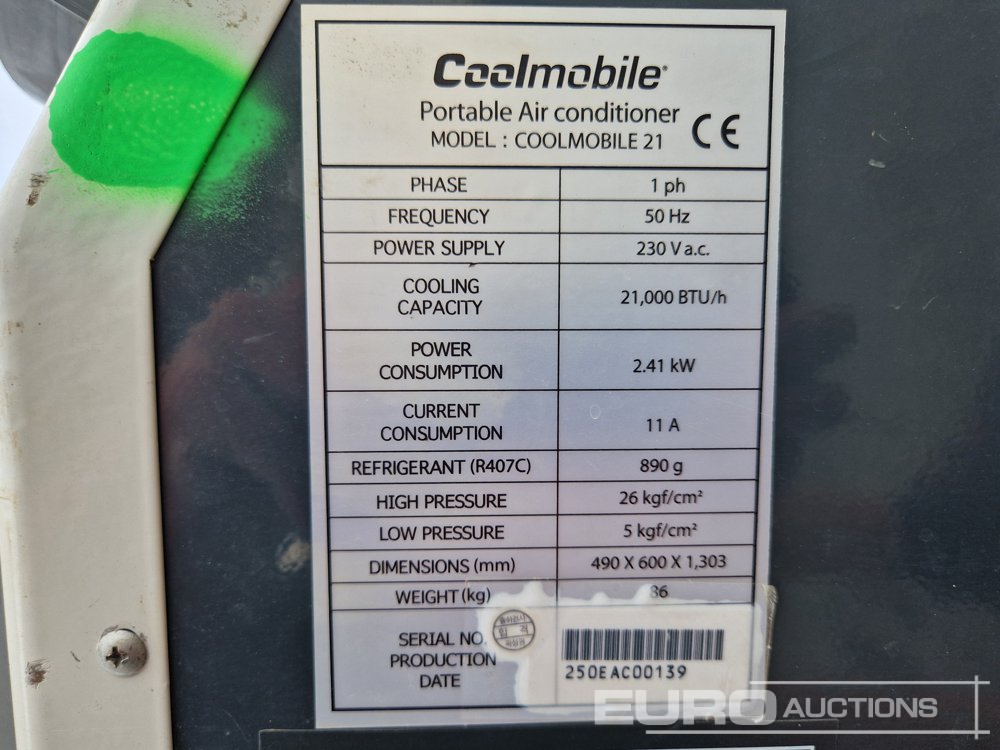 Coolmobile®
Portable Air conditioner
MODEL : COOLMOBILE 21
CE
PHASE 1 ph
FREQUENCY 50 Hz
POWER SUPPLY 230 V a.c.
COOLING CAPACITY 21,000 BTU/h
POWER CONSUMPTION 2.41 kW
CURRENT CONSUMPTION 11 A
REFRIGERANT (R407C) 890 g
HIGH PRESSURE 26 kgf/cm²
LOW PRESSURE 5 kgf/cm²
DIMENSIONS (mm) 490 X 600 X 1,303
WEIGHT (kg) 86
SERIAL NO.
PRODUCTION
DATE
합격
250EAC00139
EURO AUCTIONS